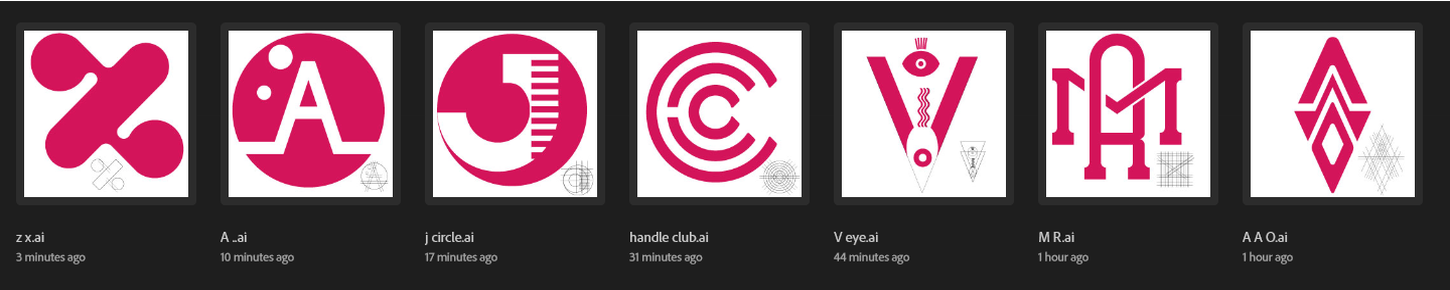 z x.ai
3 minutes ago
A ..ai
10 minutes ago
j circle.ai
17 minutes ago
handle club.ai
31 minutes ago
V eye.ai
44 minutes ago
M R.ai
1 hour ago
A A O.ai
1 hour ago